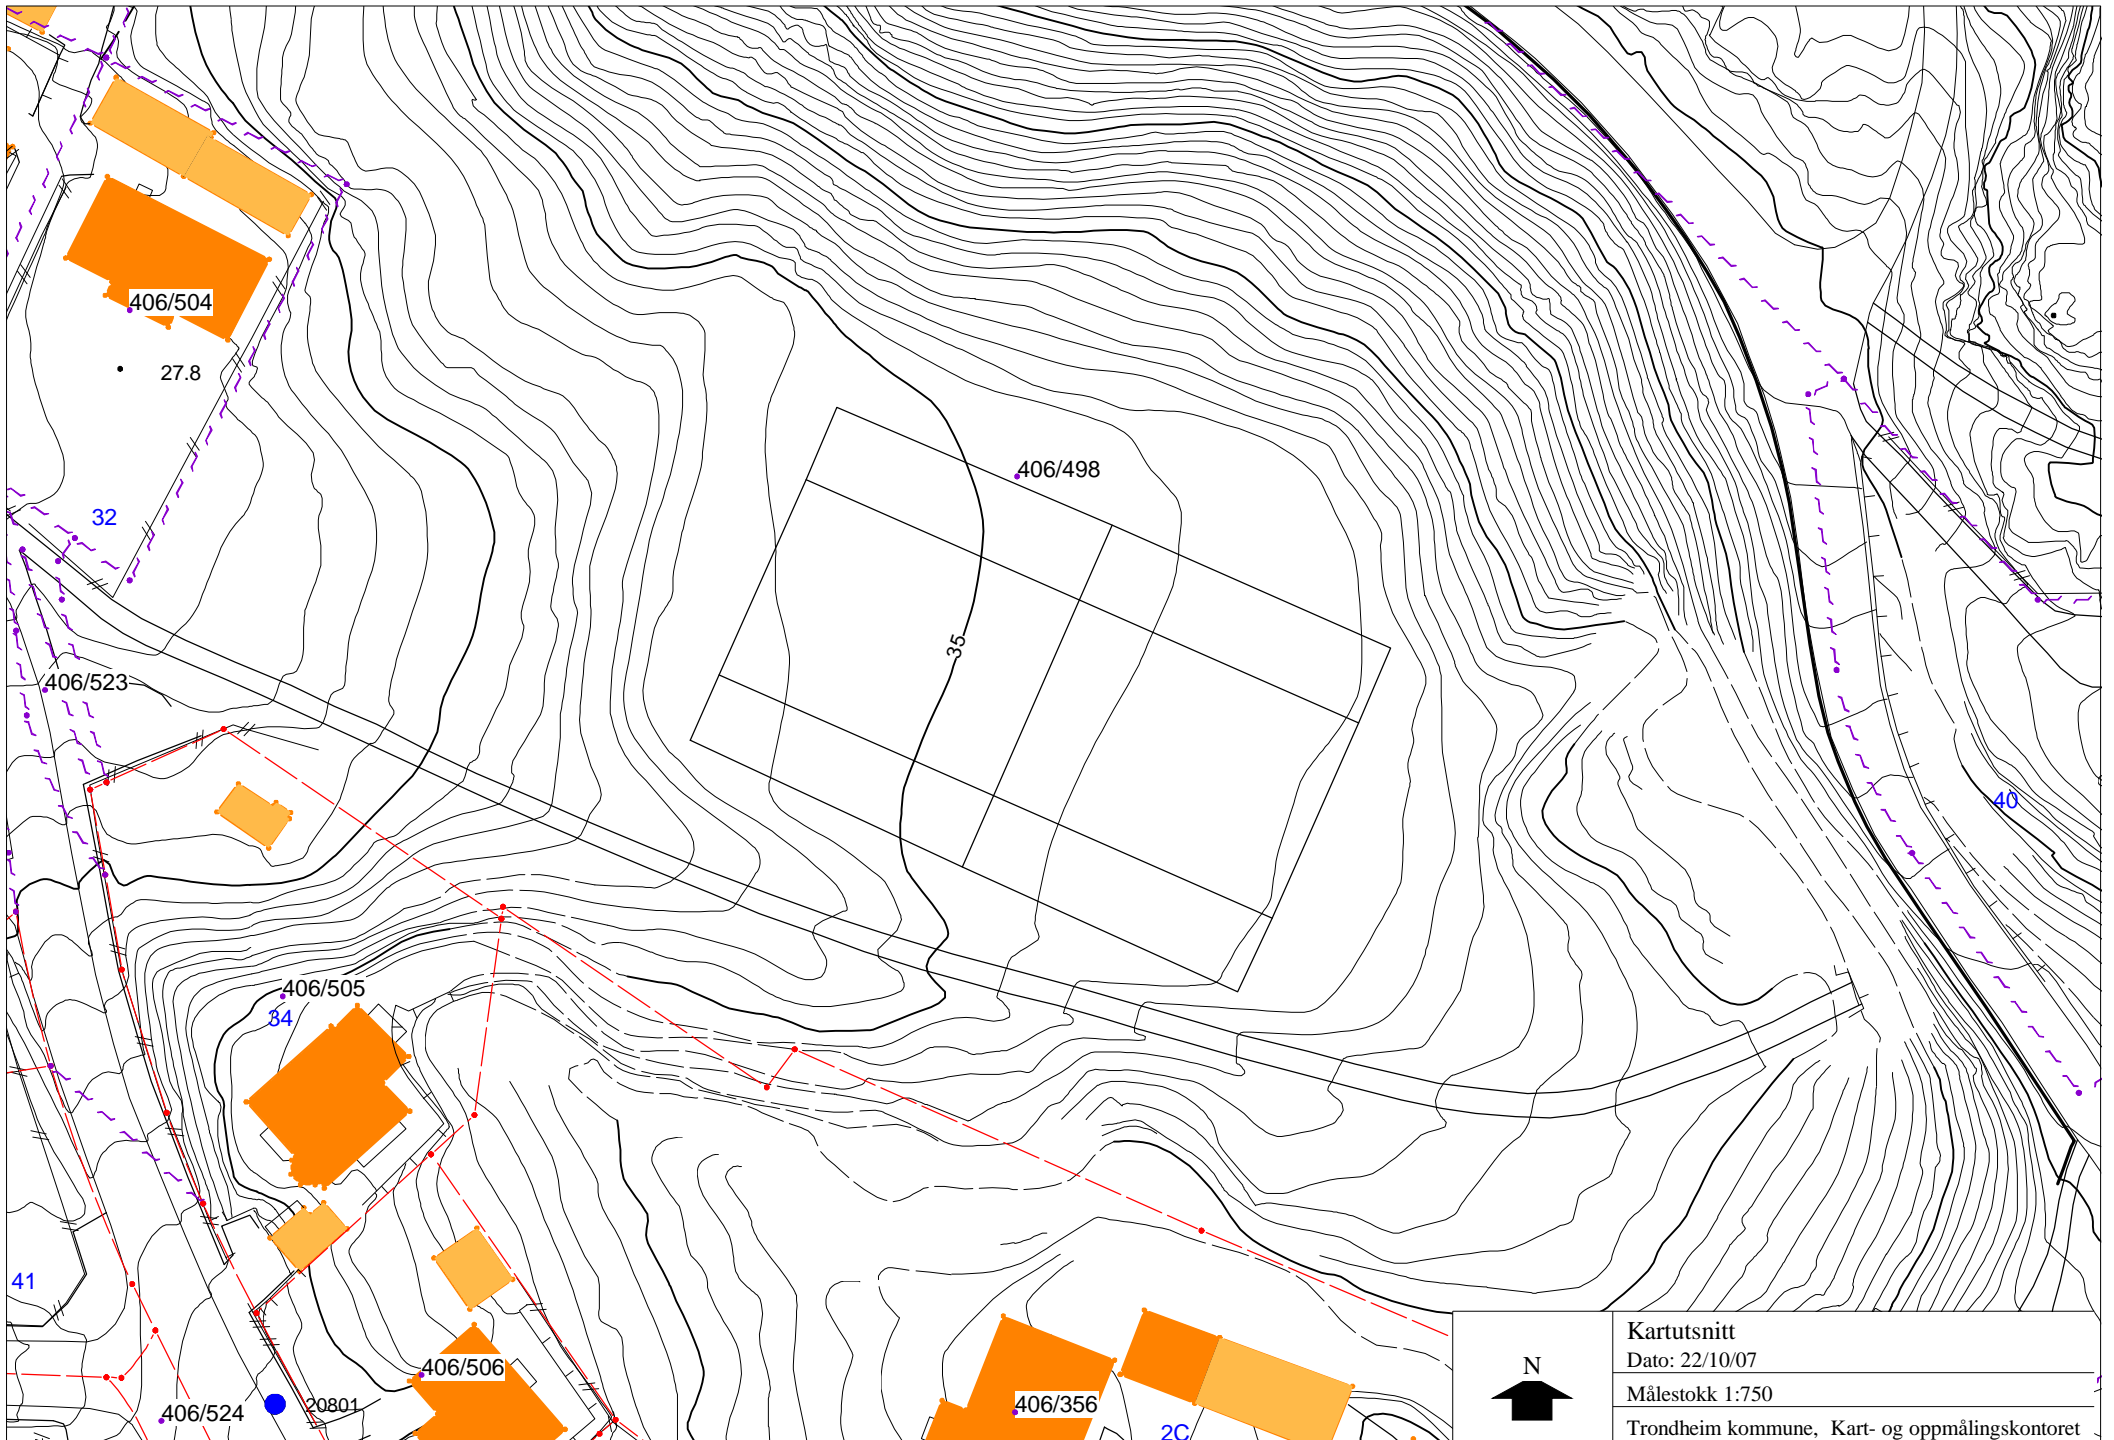 406/504
27.8
32
406/498
35
406/523
40
406/505
34
41
406/506
20801
406/524
406/356
2C
N
Kartutsnitt
Dato: 22/10/07
Målestokk 1:750
Trondheim kommune, Kart- og oppmålingskontoret